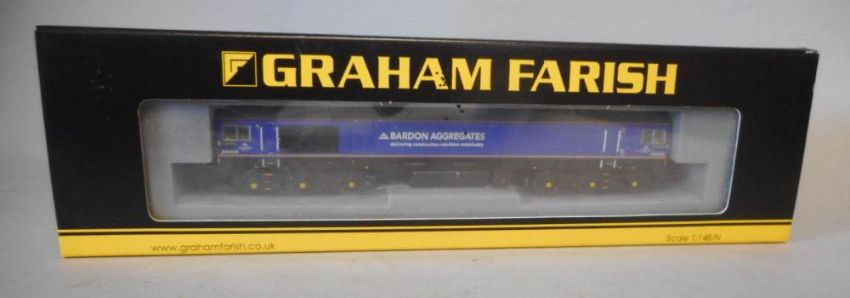 GRAHAM FARISH
BARDON AGGREGATES
delivering construction solutions sustainably
www.grahamfarish.co.uk
Scale 1:148/N